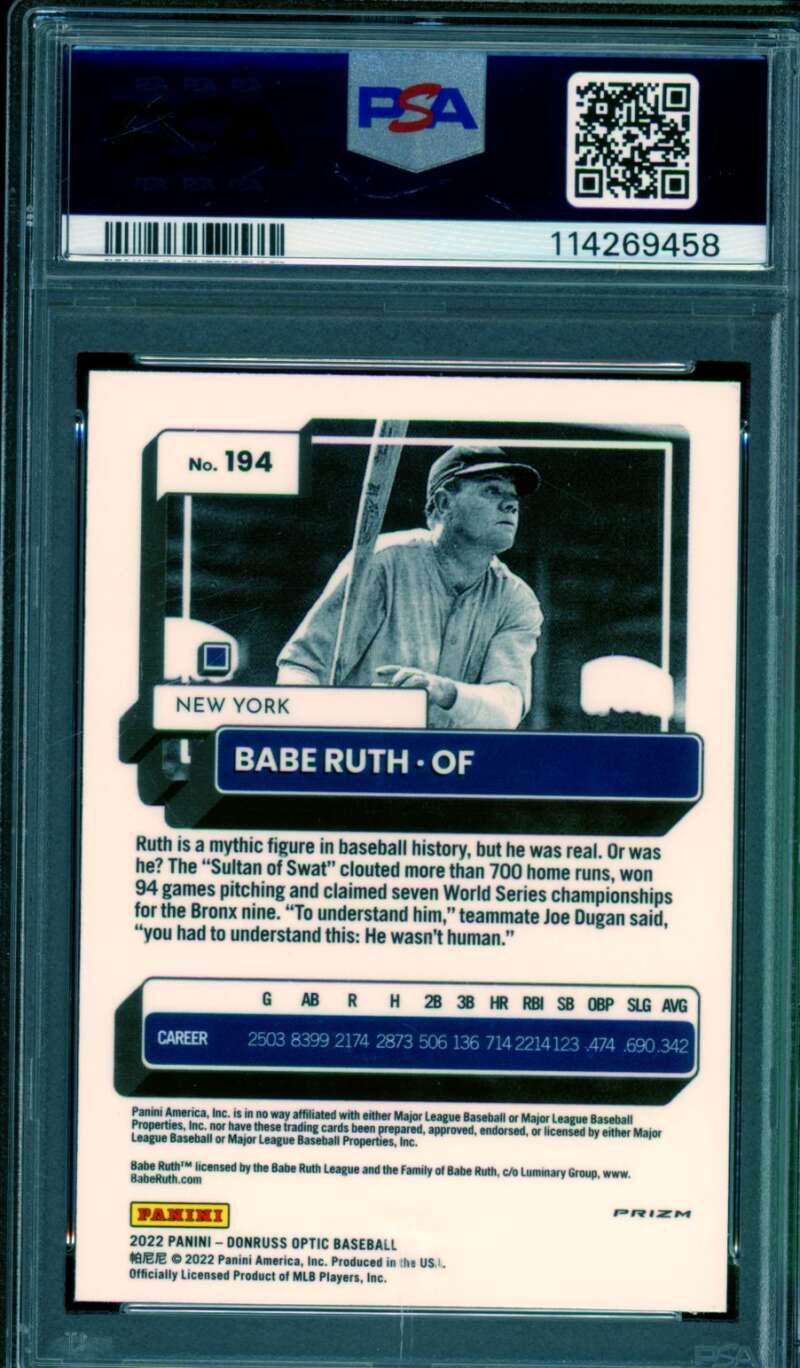 PSA
114269458
No. 194
NEW YORK
BABE RUTH · OF
Ruth is a mythic figure in baseball history, but he was real. Or was
he? The “Sultan of Swat” clouted more than 700 home runs, won
94 games pitching and claimed seven World Series championships
for the Bronx nine. “To understand him,” teammate Joe Dugan said,
“you had to understand this: He wasn't human.”
G AB R H 2B 3B HR RBI SB OBP SLG AVG
CAREER 2503 8399 2174 2873 506 136 714 2214 123 .474 .690 .342
Panini America, Inc. is in no way affiliated with either Major League Baseball or Major League Baseball
Properties, Inc. nor have these trading cards been prepared, approved, endorsed, or licensed by either Major
League Baseball or Major League Baseball Properties, Inc.
Babe Ruth™ licensed by the Babe Ruth League and the Family of Babe Ruth, c/o Luminary Group, www.
BabeRuth.com
PANINI
PRIZM
2022 PANINI – DONRUSS OPTIC BASEBALL
帕尼尼 © 2022 Panini America, Inc. Produced in the USA.
Officially Licensed Product of MLB Players, Inc.
PSA